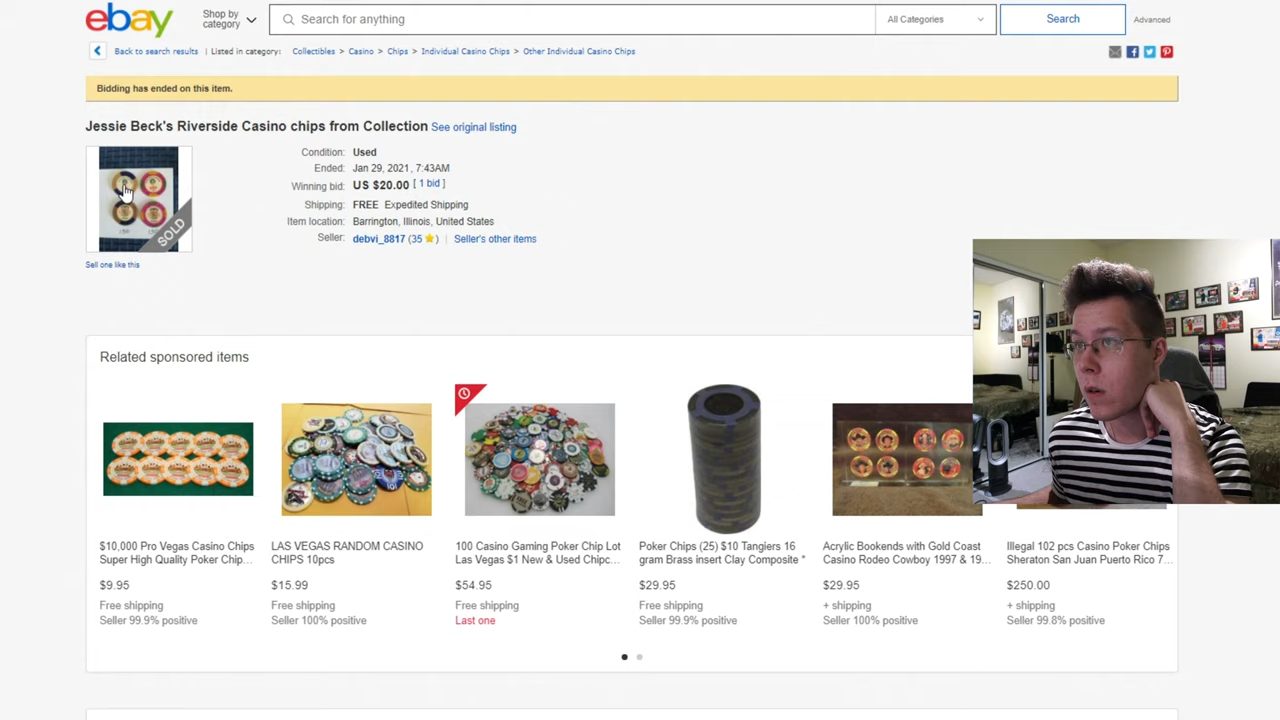 ebay
Shop by
category
Search for anything
All Categories
Search
Advanced
Back to search results | Listed in category: Collectibles > Casino > Chips > Individual Casino Chips > Other Individual Casino Chips
Bidding has ended on this item.
Jessie Beck's Riverside Casino chips from Collection See original listing
Condition: Used
Ended: Jan 29, 2021, 7:43AM
Winning bid: US $20.00 [ 1 bid ]
Shipping: FREE Expedited Shipping
Item location: Barrington, Illinois, United States
Seller: debvi_8817 (35 ) | Seller's other items
SOLD
Sell one like this
Related sponsored items
$10,000 Pro Vegas Casino Chips
Super High Quality Poker Chip...
$9.95
Free shipping
Seller 99.9% positive
LAS VEGAS RANDOM CASINO
CHIPS 10pcs
$15.99
Free shipping
Seller 100% positive
100 Casino Gaming Poker Chip Lot
Las Vegas $1 New & Used Chipc...
$54.95
Free shipping
Last one
Poker Chips (25) $10 Tangiers 16
gram Brass insert Clay Composite *
$29.95
Free shipping
Seller 99.9% positive
Acrylic Bookends with Gold Coast
Casino Rodeo Cowboy 1997 & 19...
$29.95
+ shipping
Seller 100% positive
Illegal 102 pcs Casino Poker Chips
Sheraton San Juan Puerto Rico 7...
$250.00
+ shipping
Seller 99.8% positive